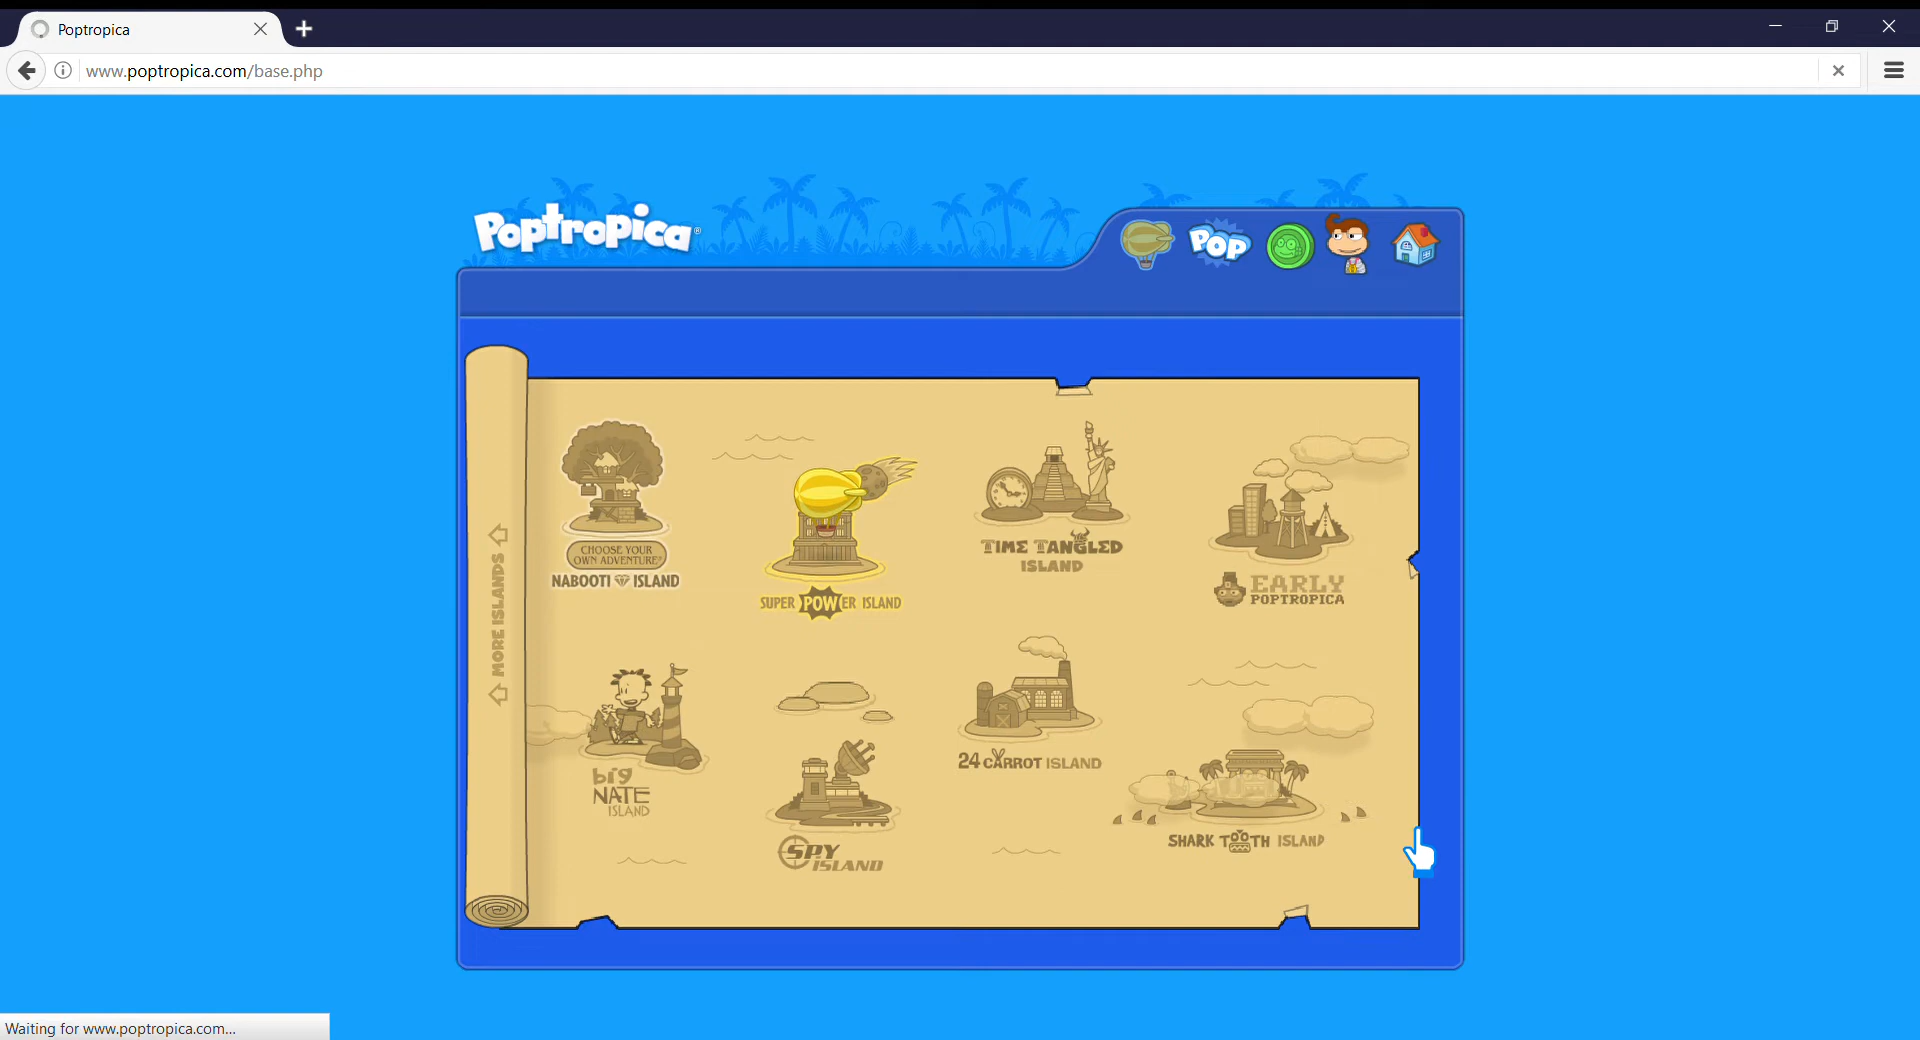 Poptropica
www.poptropica.com/base.php
Poptropica®
POP
MORE ISLANDS
CHOOSE YOUR
OWN ADVENTURE®
NABOOTI ISLAND
SUPER POWER ISLAND
TIME TANGLED
ISLAND
EARLY
POPTROPICA
big
NATE
ISLAND
SPY
ISLAND
24 CARROT ISLAND
SHARK TOOTH ISLAND
Waiting for www.poptropica.com...